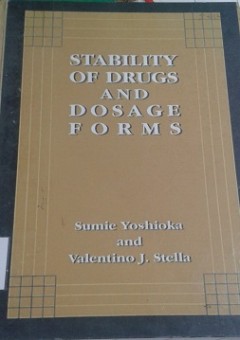 STABILITY
OF DRUGS
AND
DOSAGE
FORMS
Sumie Yoshioka
and
Valentino J. Stella